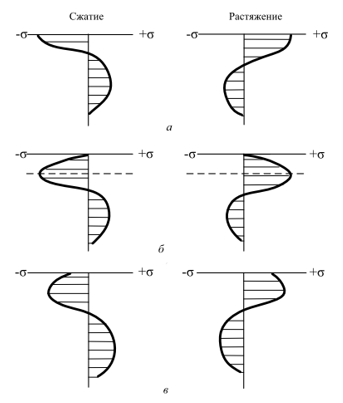 Сжатие Растяжение
-σ +σ -σ +σ
а
-σ +σ -σ +σ
б
-σ +σ -σ +σ
в